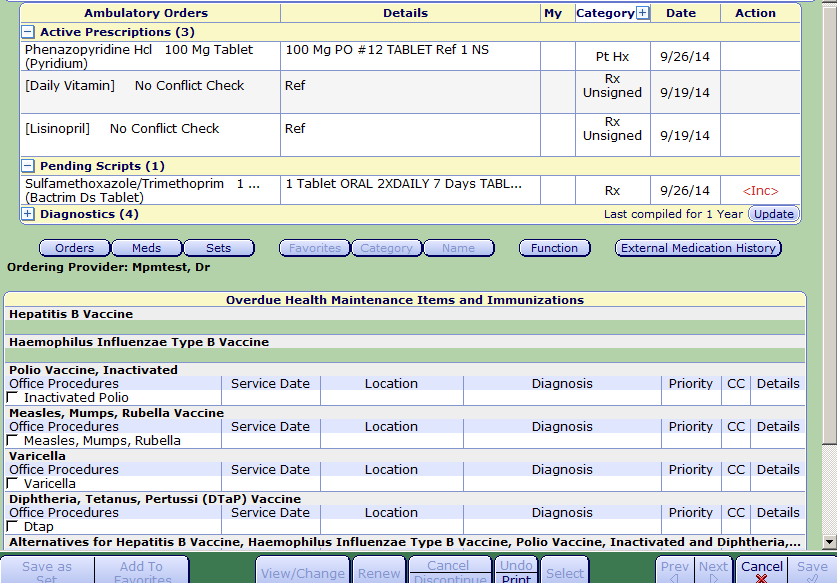 Ambulatory Orders Details My Category + Date Action
Active Prescriptions (3)
Phenazopyridine Hcl 100 Mg Tablet 100 Mg PO #12 TABLET Ref 1 NS Pt Hx 9/26/14
(Pyridium)
[Daily Vitamin] No Conflict Check Ref Rx Unsigned 9/19/14
[Lisinopril] No Conflict Check Ref Rx Unsigned 9/19/14
Pending Scripts (1)
Sulfamethoxazole/Trimethoprim 1 ... 1 Tablet ORAL 2XDAILY 7 Days TABL... Rx 9/26/14 <Inc>
(Bactrim Ds Tablet)
Diagnostics (4) Last compiled for 1 Year Update
Orders Meds Sets Favorites Category Name Function External Medication History
Ordering Provider: Mpmtest, Dr
Overdue Health Maintenance Items and Immunizations
Hepatitis B Vaccine
Haemophilus Influenzae Type B Vaccine
Polio Vaccine, Inactivated
Office Procedures Service Date Location Diagnosis Priority CC Details
Inactivated Polio
Measles, Mumps, Rubella Vaccine
Office Procedures Service Date Location Diagnosis Priority CC Details
Measles, Mumps, Rubella
Varicella
Office Procedures Service Date Location Diagnosis Priority CC Details
Varicella
Diphtheria, Tetanus, Pertussi (DTaP) Vaccine
Office Procedures Service Date Location Diagnosis Priority CC Details
Dtap
Alternatives for Hepatitis B Vaccine, Haemophilus Influenzae Type B Vaccine, Polio Vaccine, Inactivated and Diphtheria,...
Save as Set Add To Favorites View/Change Renew Cancel Discontinue Undo Print Select Prev Next Cancel Save